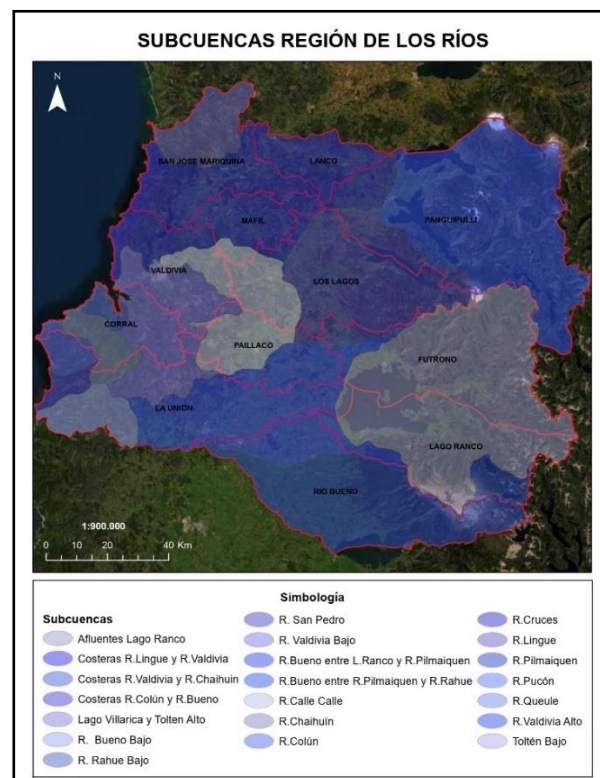 SUBCUENCAS REGIÓN DE LOS RÍOS
N
SAN JOSE MARIQUINA
LANCO
MAFIL
PANGUIPULLI
VALDIVIA
LOS LAGOS
CORRAL
PAILLACO
FUTRONO
LA UNION
LAGO RANCO
RIO BUENO
1:900.000
0 10 20 40 Km
Simbología
Subcuencas
Afluentes Lago Ranco
Costeras R.Lingue y R.Valdivia
Costeras R.Valdivia y R.Chaihuín
Costeras R.Colún y R.Bueno
Lago Villarica y Tolten Alto
R. Bueno Bajo
R. Rahue Bajo
R. San Pedro
R. Valdivia Bajo
R.Bueno entre L.Ranco y R.Pilmaiquen
R.Bueno entre R.Pilmaiquen y R.Rahue
R.Calle Calle
R.Chaihuín
R.Colún
R.Cruces
R.Lingue
R.Pilmaiquen
R.Pucón
R.Queule
R.Valdivia Alto
Toltén Bajo